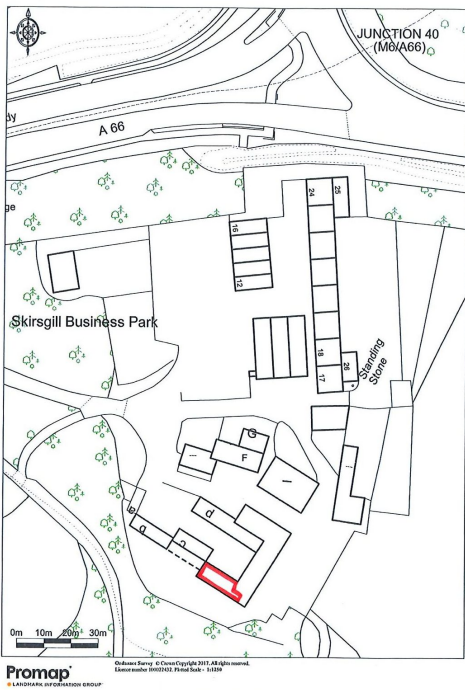 JUNCTION 40
(M6/A66)
A 66
24
25
16
12
Skirsgill Business Park
18
17
26
Standing
Stone
G
F
I
d
a
b
c
0m 10m 20m 30m
Promap
LANDMARK INFORMATION GROUP
Ordnance Survey © Crown Copyright 2017. All rights reserved.
Licence number 100022432. Plotted Scale - 1:1250